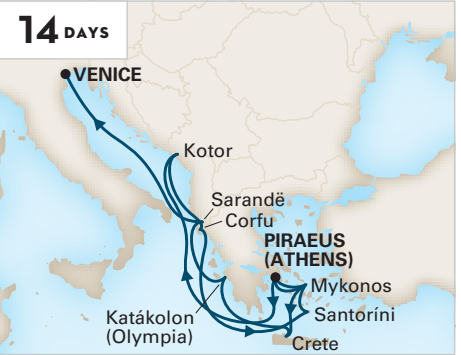 14 DAYS
VENICE
Kotor
Sarandë
Corfu
PIRAEUS
(ATHENS)
Mykonos
Santoríni
Katákolon
(Olympia)
Crete